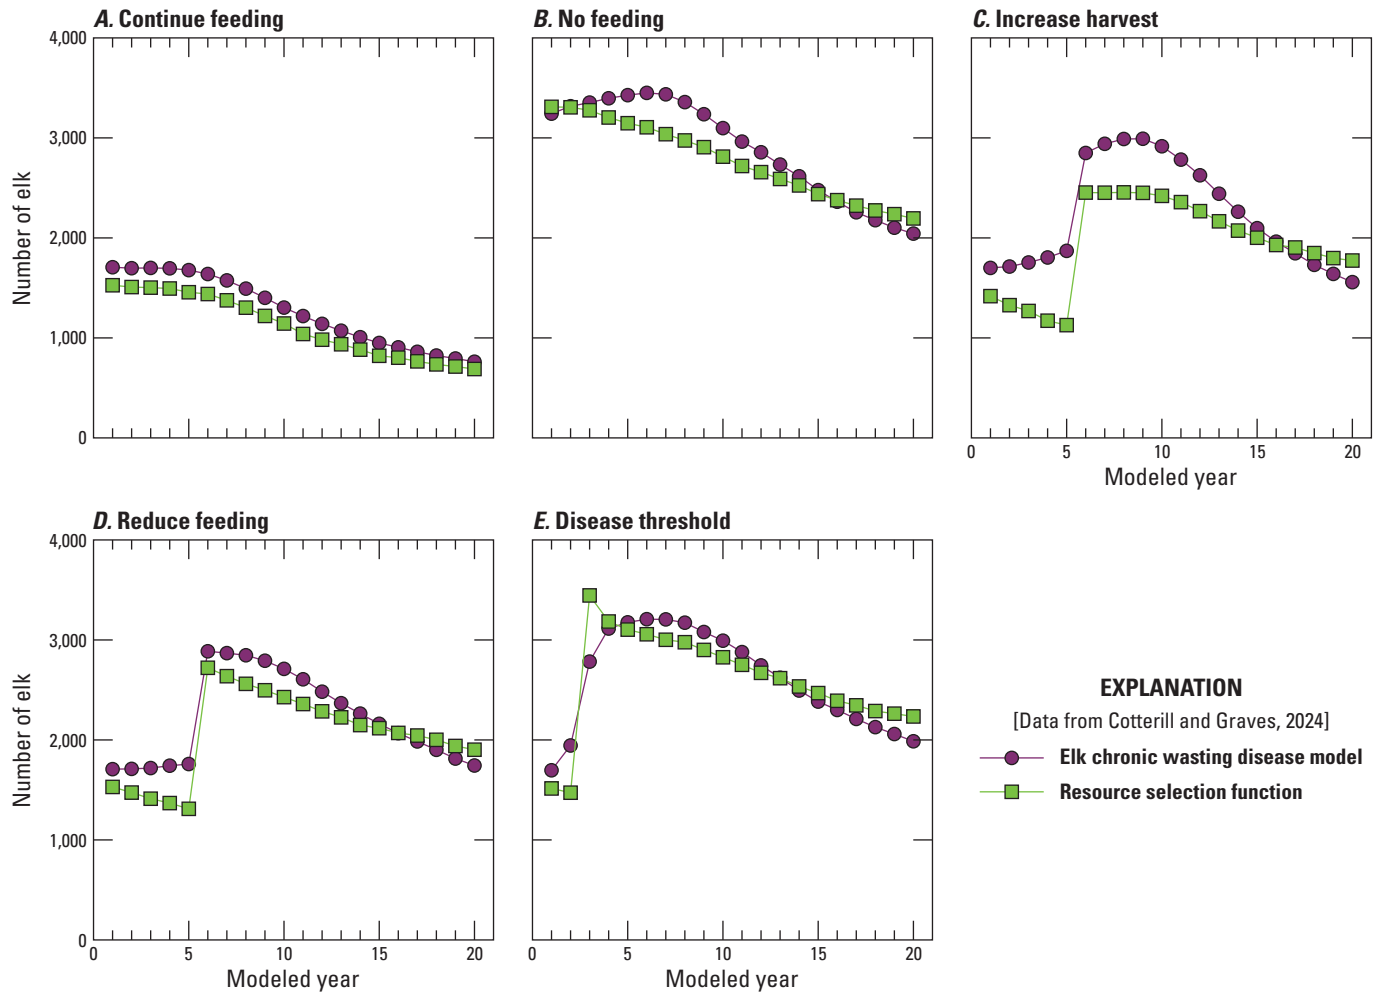 A. Continue feeding
B. No feeding
C. Increase harvest
4,000
3,000
2,000
1,000
0
Number of elk
0
5
10
15
20
Modeled year
D. Reduce feeding
E. Disease threshold
4,000
3,000
2,000
1,000
0
Number of elk
0
5
10
15
20
Modeled year
0
5
10
15
20
Modeled year
EXPLANATION
[Data from Cotterill and Graves, 2024]
Elk chronic wasting disease model
Resource selection function